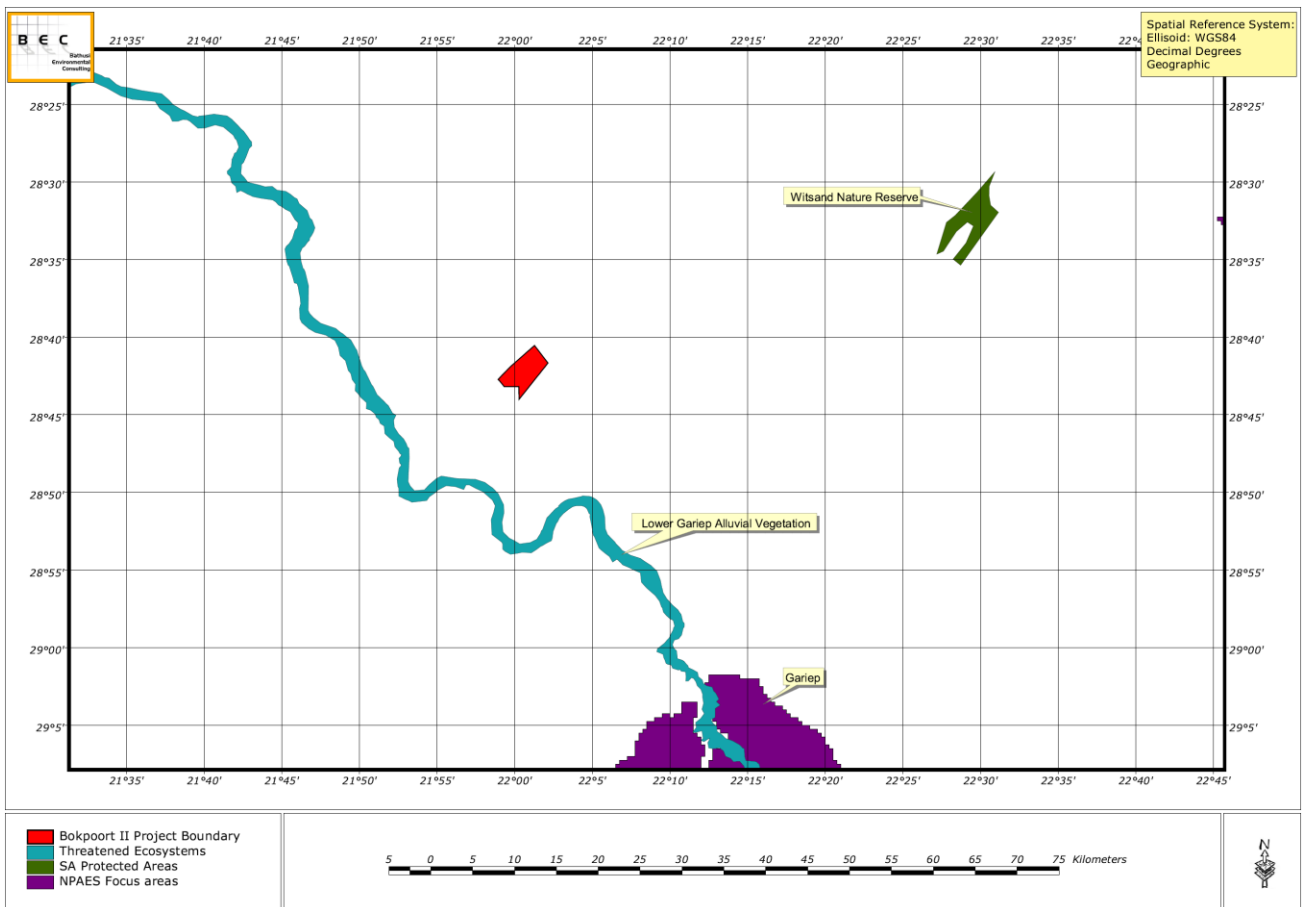 B E C
Bathusi
Environmental
Consulting
Spatial Reference System:
Ellisoid: WGS84
Decimal Degrees
Geographic
21°35' 21°40' 21°45' 21°50' 21°55' 22°00' 22°5' 22°10' 22°15' 22°20' 22°25' 22°30' 22°35' 22°4
28°25' 28°25'
28°30' 28°30'
Witsand Nature Reserve
28°35' 28°35'
28°40' 28°40'
28°45' 28°45'
28°50' 28°50'
Lower Gariep Alluvial Vegetation
28°55' 28°55'
29°00' 29°00'
Gariep
29°5' 29°5'
21°35' 21°40' 21°45' 21°50' 21°55' 22°00' 22°5' 22°10' 22°15' 22°20' 22°25' 22°30' 22°35' 22°40' 22°45'
Bokpoort II Project Boundary
Threatened Ecosystems
SA Protected Areas
NPAES Focus areas
5 0 5 10 15 20 25 30 35 40 45 50 55 60 65 70 75 Kilometers
N